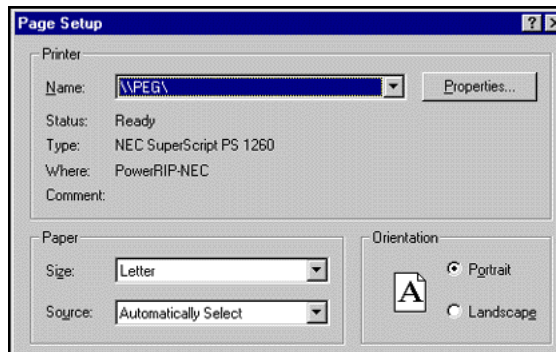 Page Setup
Printer
Name: \\PEG\ Properties...
Status: Ready
Type: NEC SuperScript PS 1260
Where: PowerRIP-NEC
Comment:
Paper
Size: Letter
Source: Automatically Select
Orientation
A
Portrait
Landscape